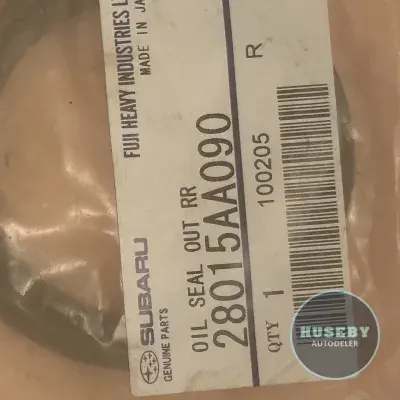 FUJI HEAVY INDUSTRIES L
MADE IN JA
SUBARU
GENUINE PARTS
OIL SEAL OUT RR
28015AA090
R
100205
QTY 1
HUSEBY
AUTODELER